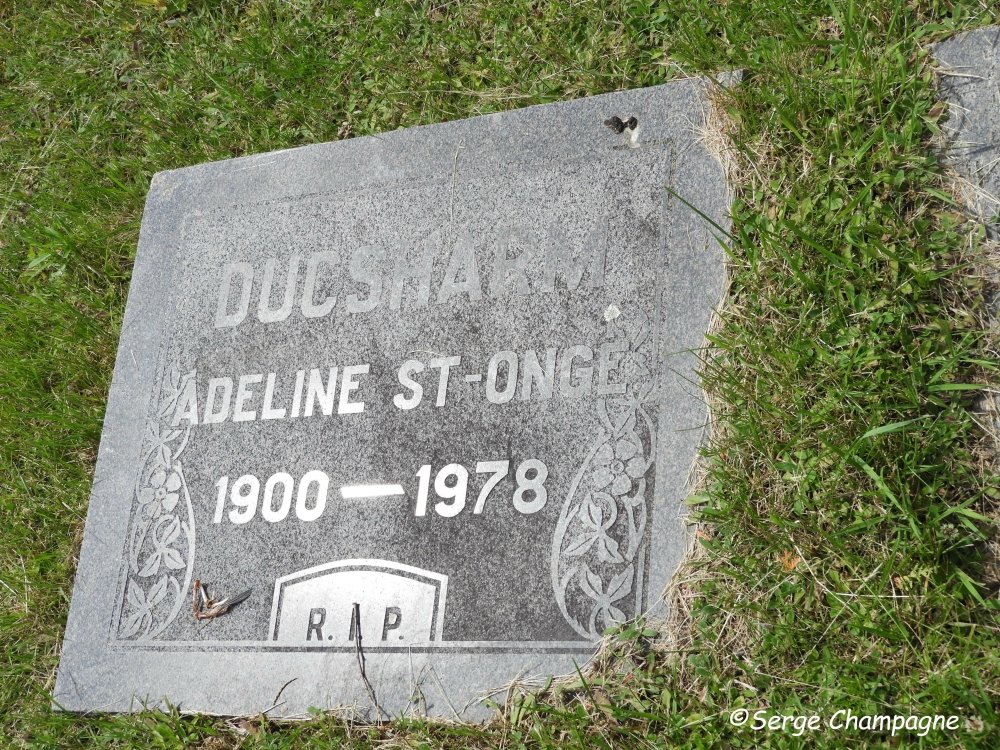 DUCSHARM
ADELINE ST-ONGE
1900 — 1978
R.I.P.
©Serge Champagne